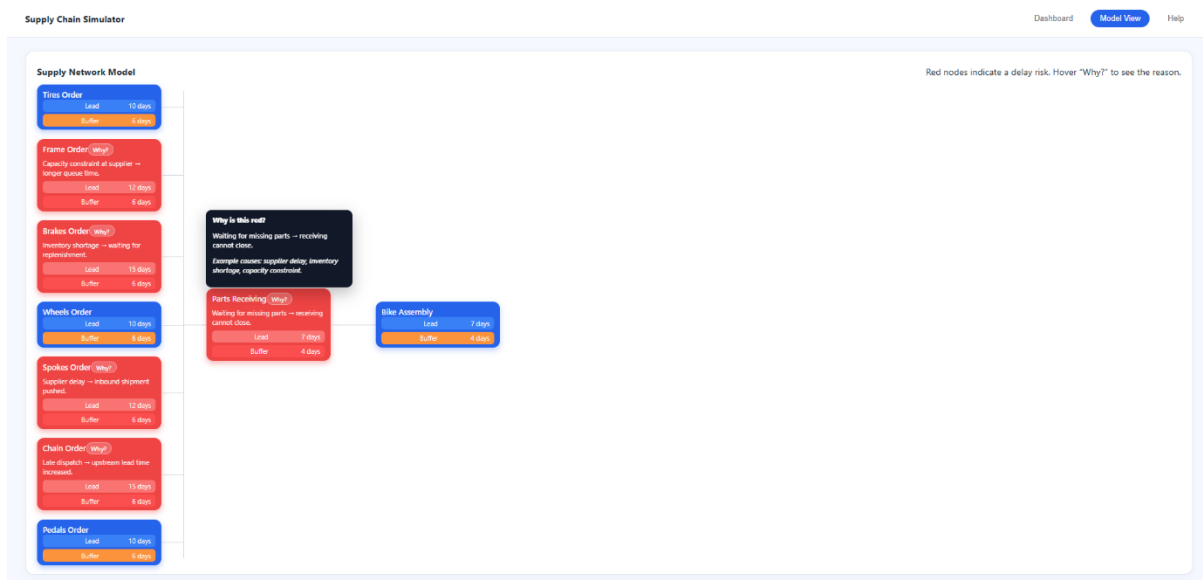 Supply Chain Simulator
Dashboard
Model View
Help
Supply Network Model
Red nodes indicate a delay risk. Hover "Why?" to see the reason.
Tires Order
Lead 10 days
Buffer 6 days
Frame Order Why?
Capacity constraint at supplier →
longer queue time.
Lead 12 days
Buffer 6 days
Brakes Order Why?
Inventory shortage → waiting for
replenishment.
Lead 15 days
Buffer 6 days
Wheels Order
Lead 10 days
Buffer 6 days
Spokes Order Why?
Supplier delay → inbound shipment
pushed.
Lead 12 days
Buffer 6 days
Chain Order Why?
Late dispatch → upstream lead time
increased.
Lead 15 days
Buffer 6 days
Pedals Order
Lead 10 days
Buffer 6 days
Why is this red?
Waiting for missing parts → receiving
cannot close.
Example causes: supplier delay, inventory
shortage, capacity constraint.
Parts Receiving Why?
Waiting for missing parts → receiving
cannot close.
Lead 7 days
Buffer 4 days
Bike Assembly
Lead 7 days
Buffer 4 days